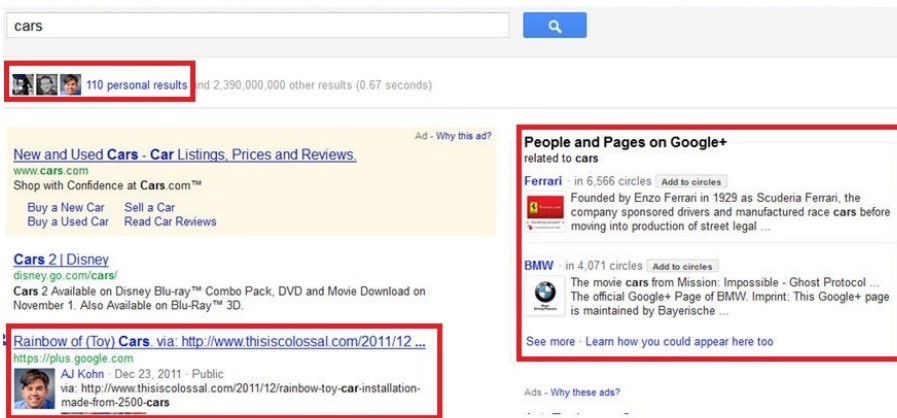 cars
110 personal results and 2,390,000,000 other results (0.67 seconds)
Ad - Why this ad?
New and Used Cars - Car Listings, Prices and Reviews.
www.cars.com
Shop with Confidence at Cars.com™
Buy a New Car Sell a Car
Buy a Used Car Read Car Reviews
Cars 2 | Disney
disney.go.com/cars/
Cars 2 Available on Disney Blu-ray™ Combo Pack, DVD and Movie Download on
November 1. Also Available on Blu-Ray™ 3D.
Rainbow of (Toy) Cars. via: http://www.thisiscolossal.com/2011/12 ...
https://plus.google.com
AJ Kohn - Dec 23, 2011 - Public
via: http://www.thisiscolossal.com/2011/12/rainbow-toy-car-installation-
made-from-2500-cars
People and Pages on Google+
related to cars
Ferrari · in 6,566 circles Add to circles
Founded by Enzo Ferrari in 1929 as Scuderia Ferrari, the
company sponsored drivers and manufactured race cars before
moving into production of street legal ...
BMW · in 4,071 circles Add to circles
The movie cars from Mission: Impossible - Ghost Protocol ...
The official Google+ Page of BMW. Imprint: This Google+ page
is maintained by Bayerische ...
See more - Learn how you could appear here too
Ads - Why these ads?